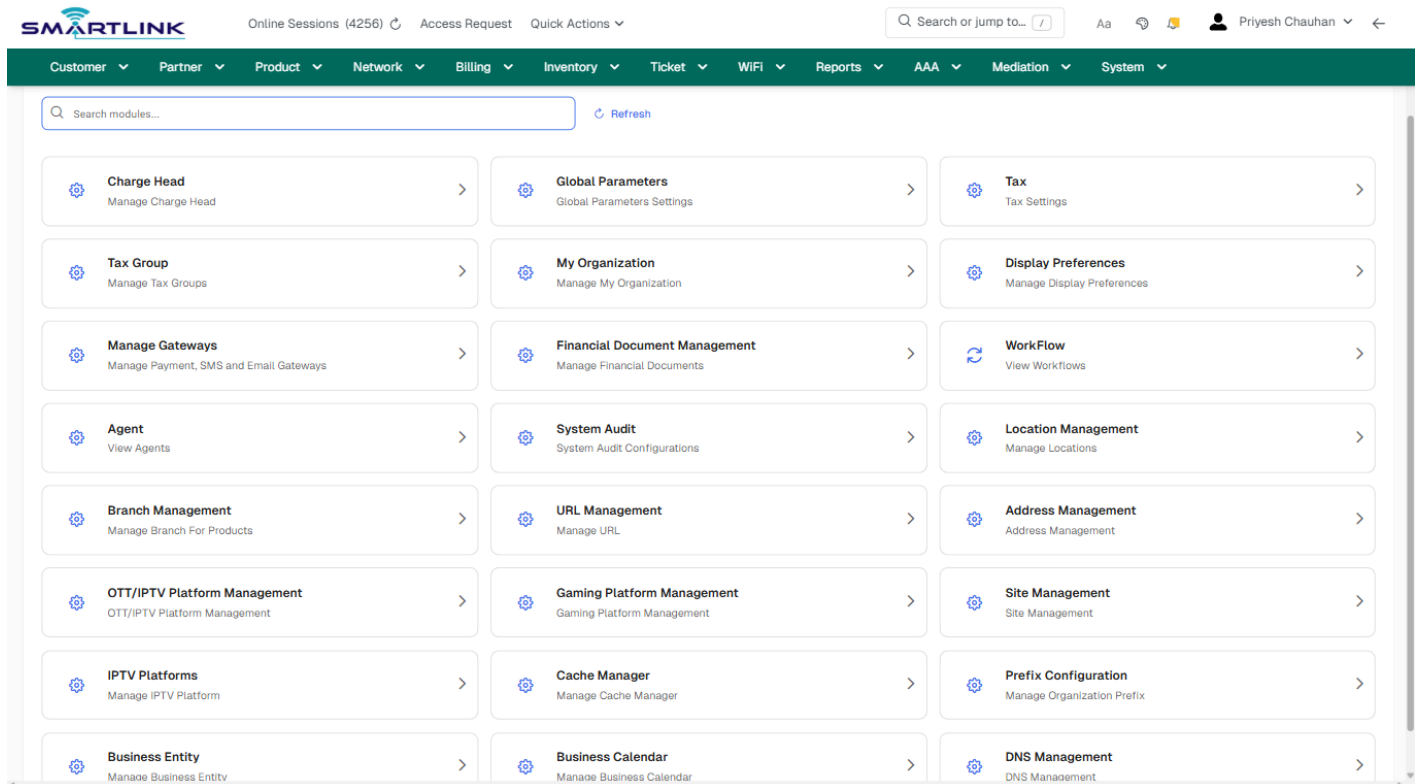 SMARTLINK
Online Sessions (4256) Access Request Quick Actions
Search or jump to... /
Aa
Priyesh Chauhan
Customer Partner Product Network Billing Inventory Ticket WiFi Reports AAA Mediation System
Search modules...
Refresh
Charge Head
Manage Charge Head
Global Parameters
Global Parameters Settings
Tax
Tax Settings
Tax Group
Manage Tax Groups
My Organization
Manage My Organization
Display Preferences
Manage Display Preferences
Manage Gateways
Manage Payment, SMS and Email Gateways
Financial Document Management
Manage Financial Documents
WorkFlow
View Workflows
Agent
View Agents
System Audit
System Audit Configurations
Location Management
Manage Locations
Branch Management
Manage Branch For Products
URL Management
Manage URL
Address Management
Address Management
OTT/IPTV Platform Management
OTT/IPTV Platform Management
Gaming Platform Management
Gaming Platform Management
Site Management
Site Management
IPTV Platforms
Manage IPTV Platform
Cache Manager
Manage Cache Manager
Prefix Configuration
Manage Organization Prefix
Business Entity
Manage Business Entity
Business Calendar
Manage Business Calendar
DNS Management
DNS Management